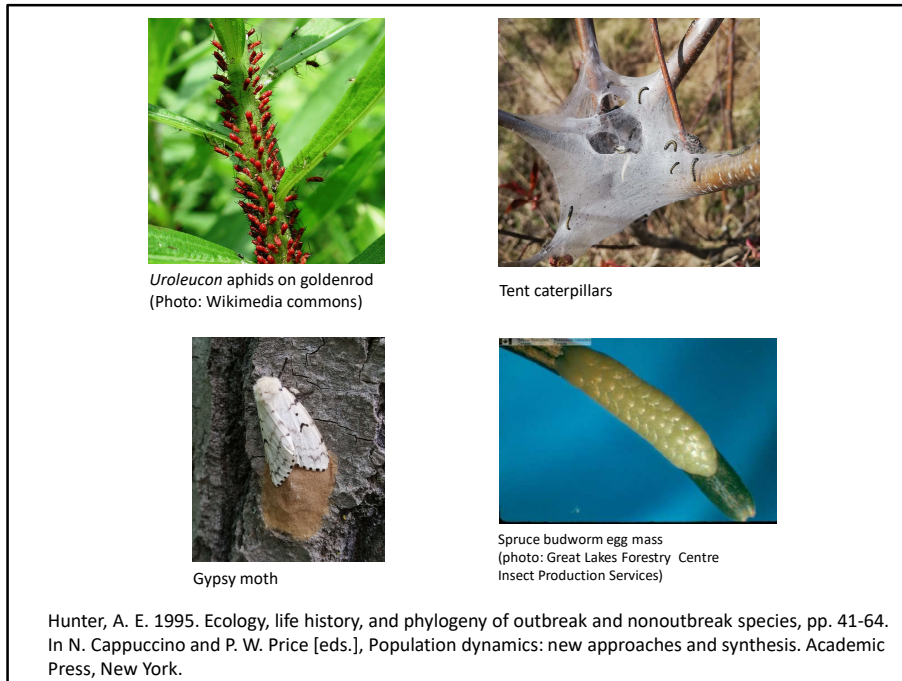 Uroleucon aphids on goldenrod
(Photo: Wikimedia commons)
Tent caterpillars
Gypsy moth
Spruce budworm egg mass
(photo: Great Lakes Forestry Centre
Insect Production Services)
Hunter, A. E. 1995. Ecology, life history, and phylogeny of outbreak and nonoutbreak species, pp. 41-64.
In N. Cappuccino and P. W. Price [eds.], Population dynamics: new approaches and synthesis. Academic
Press, New York.